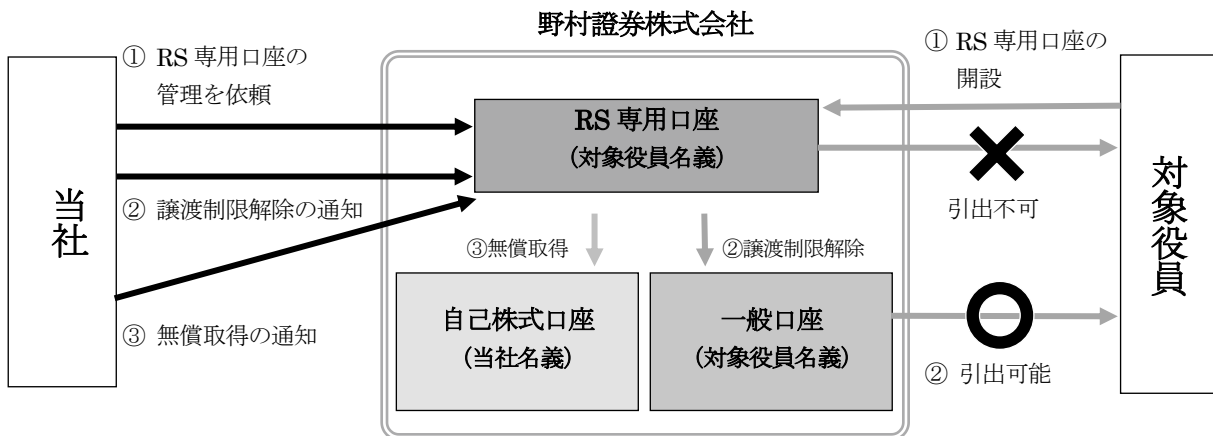 野村證券株式会社
① RS 専用口座の
管理を依頼
① RS 専用口座の
開設
RS 専用口座
(対象役員名義)
当社
対象役員
② 譲渡制限解除の通知
引出不可
③無償取得
②譲渡制限解除
自己株式口座
(当社名義)
一般口座
(対象役員名義)
③ 無償取得の通知
② 引出可能